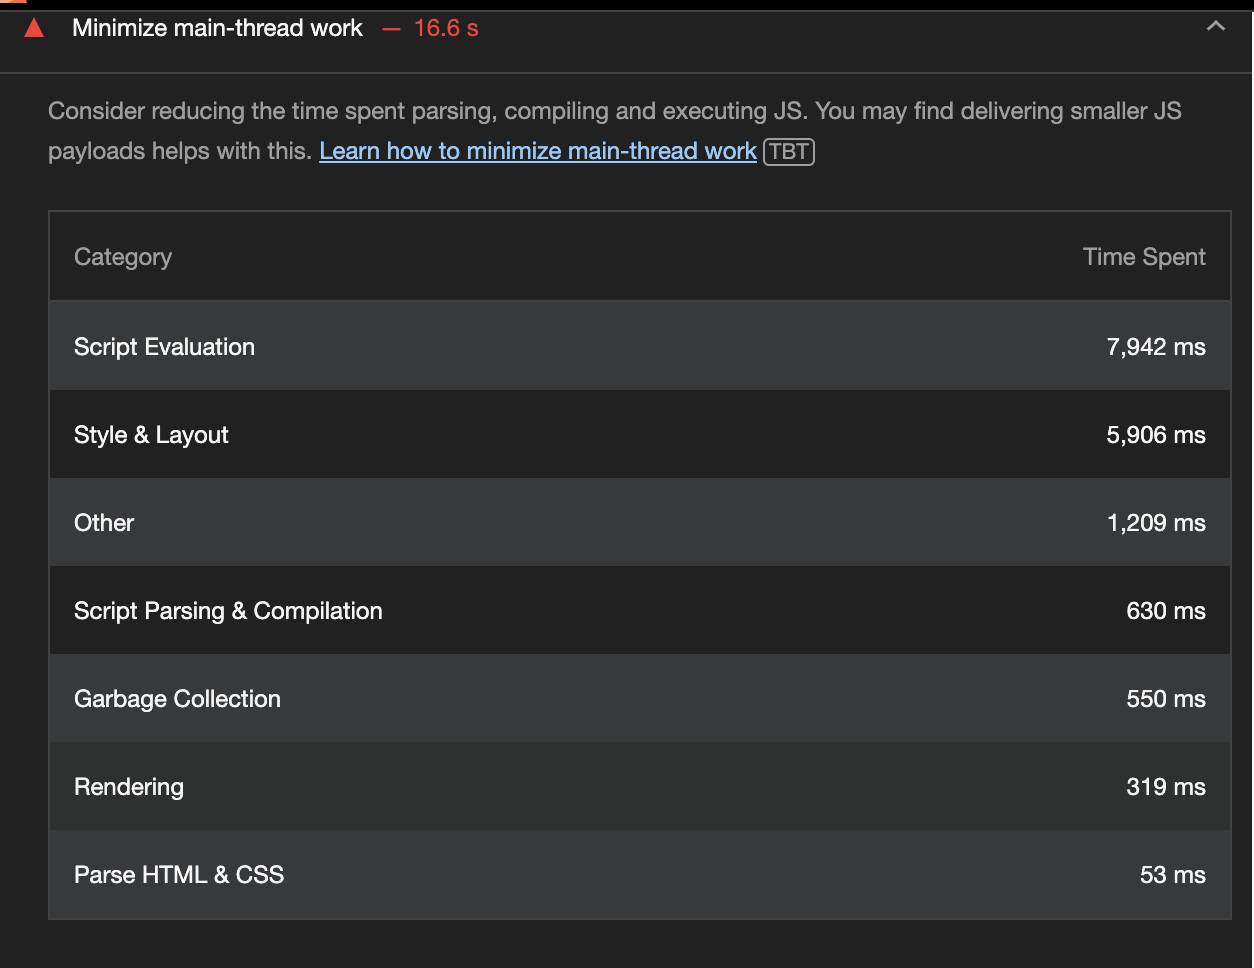 Minimize main-thread work — 16.6 s
Consider reducing the time spent parsing, compiling and executing JS. You may find delivering smaller JS
payloads helps with this. Learn how to minimize main-thread work TBT
Category Time Spent
Script Evaluation 7,942 ms
Style & Layout 5,906 ms
Other 1,209 ms
Script Parsing & Compilation 630 ms
Garbage Collection 550 ms
Rendering 319 ms
Parse HTML & CSS 53 ms